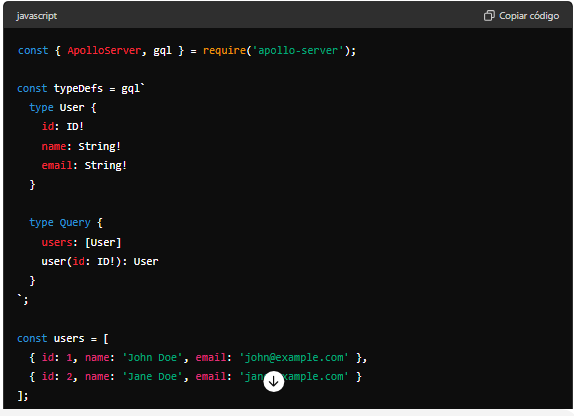 javascript
Copiar código
const { ApolloServer, gql } = require('apollo-server');
const typeDefs = gql`
  type User {
    id: ID!
    name: String!
    email: String!
  }
  type Query {
    users: [User]
    user(id: ID!): User
  }
`;
const users = [
  { id: 1, name: 'John Doe', email: 'john@example.com' },
  { id: 2, name: 'Jane Doe', email: 'jan example.com' }
];